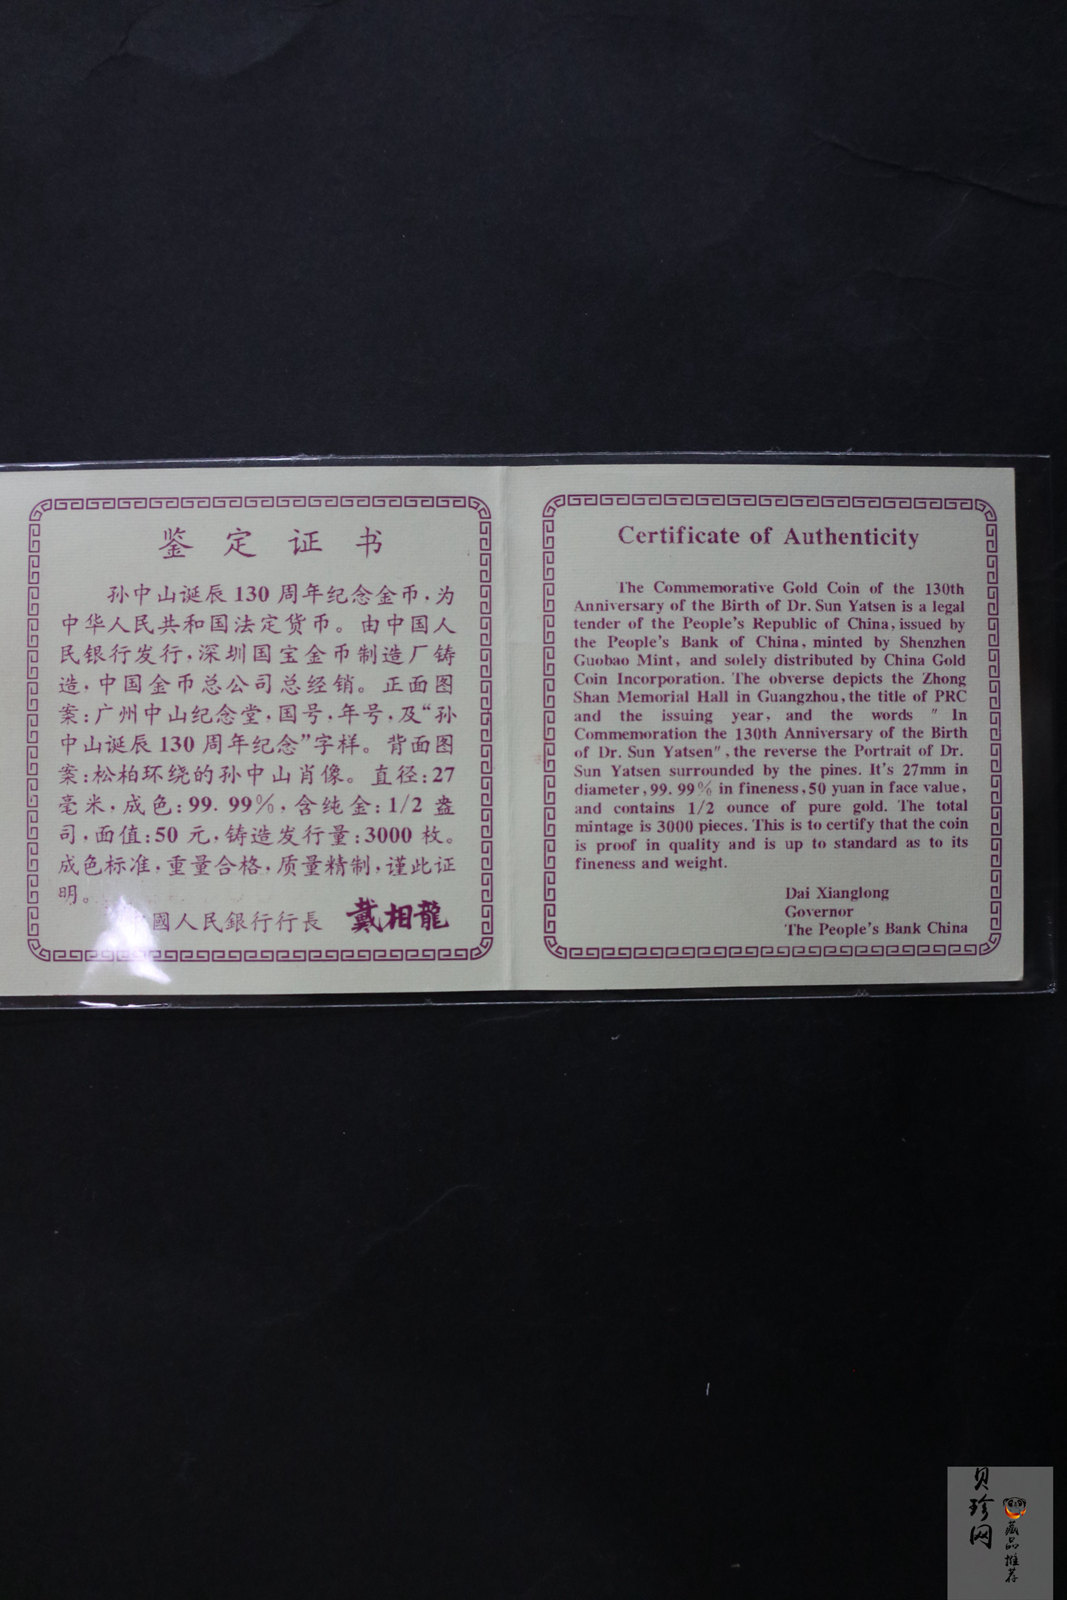 鉴定证书
孙中山诞辰130周年纪念金币,为
中华人民共和国法定货币。由中国人
民银行发行,深圳国宝金币制造厂铸
造,中国金币总公司总经销。正面图
案:广州中山纪念堂,国号,年号,及“孙
中山诞辰130周年纪念”字样。背面图
案:松柏环绕的孙中山肖像。直径:27
毫米,成色:99.99%,含纯金:1/2盎
司,面值:50元,铸造发行量:3000枚。
成色标准,重量合格,质量精制,谨此证
明。
國人民銀行行長 戴相龍
Certificate of Authenticity
The Commemorative Gold Coin of the 130th
Anniversary of the Birth of Dr. Sun Yatsen is a legal
tender of the People's Republic of China, issued by
the People's Bank of China, minted by Shenzhen
Guobao Mint, and solely distributed by China Gold
Coin Incorporation. The obverse depicts the Zhong
Shan Memorial Hall in Guangzhou, the title of PRC
and the issuing year, and the words " In
Commemoration the 130th Anniversary of the Birth
of Dr. Sun Yatsen", the reverse the Portrait of Dr.
Sun Yatsen surrounded by the pines. It's 27mm in
diameter, 99. 99% in fineness, 50 yuan in face value,
and contains 1/2 ounce of pure gold. The total
mintage is 3000 pieces. This is to certify that the coin
is proof in quality and is up to standard as to its
fineness and weight.
Dai Xianglong
Governor
The People's Bank China
贝珍网
藏品推荐